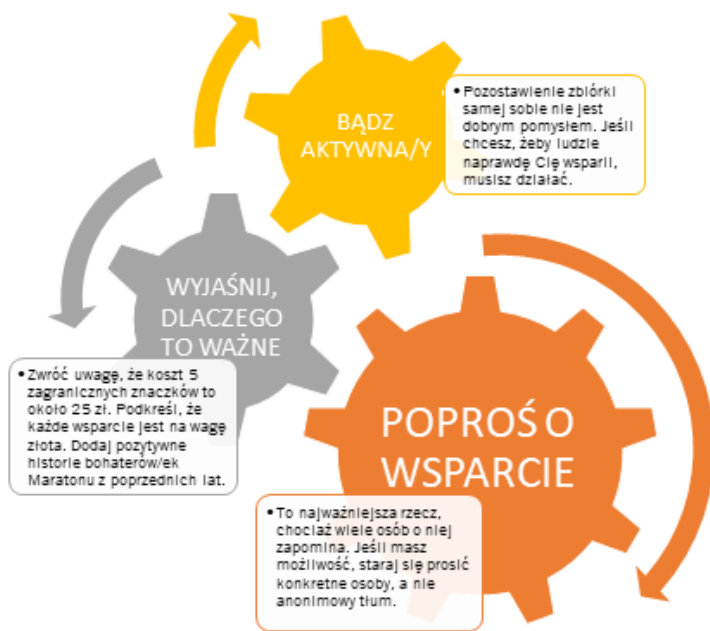 BĄDZ
AKTYWNA/Y
• Pozostawienie zbiórki
samej sobie nie jest
dobrym pomysłem. Jeśli
chcesz, żeby ludzie
naprawdę Cię wsparli,
musisz działać.
WYJAŚNIJ,
DLACZEGO
TO WAŻNE
• Zwróć uwagę, że koszt 5
zagranicznych znaczków to
około 25 zł. Podkreśl, że
każde wsparcie jest na wagę
złota. Dodaj pozytywne
historie bohaterów/ek
Maratonu z poprzednich lat.
POPROŚ O
WSPARCIE
• To najważniejsza rzecz,
chociaż wiele osób o niej
zapomina. Jeśli masz
możliwość, staraj się prosić
konkretne osoby, a nie
anonimowy tłum.